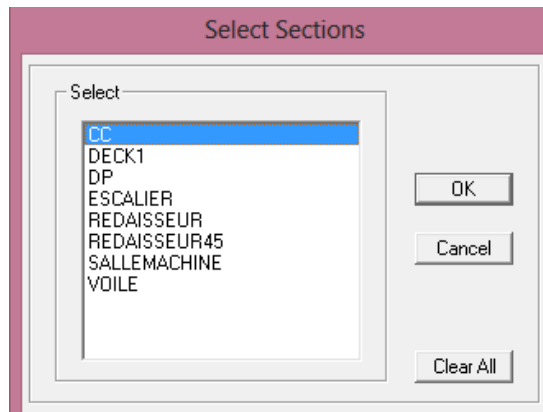 Select Sections
Select
CC
DECK1
DP
ESCALIER
REDAISSEUR
REDAISSEUR45
SALLEMACHINE
VOILE
OK
Cancel
Clear All